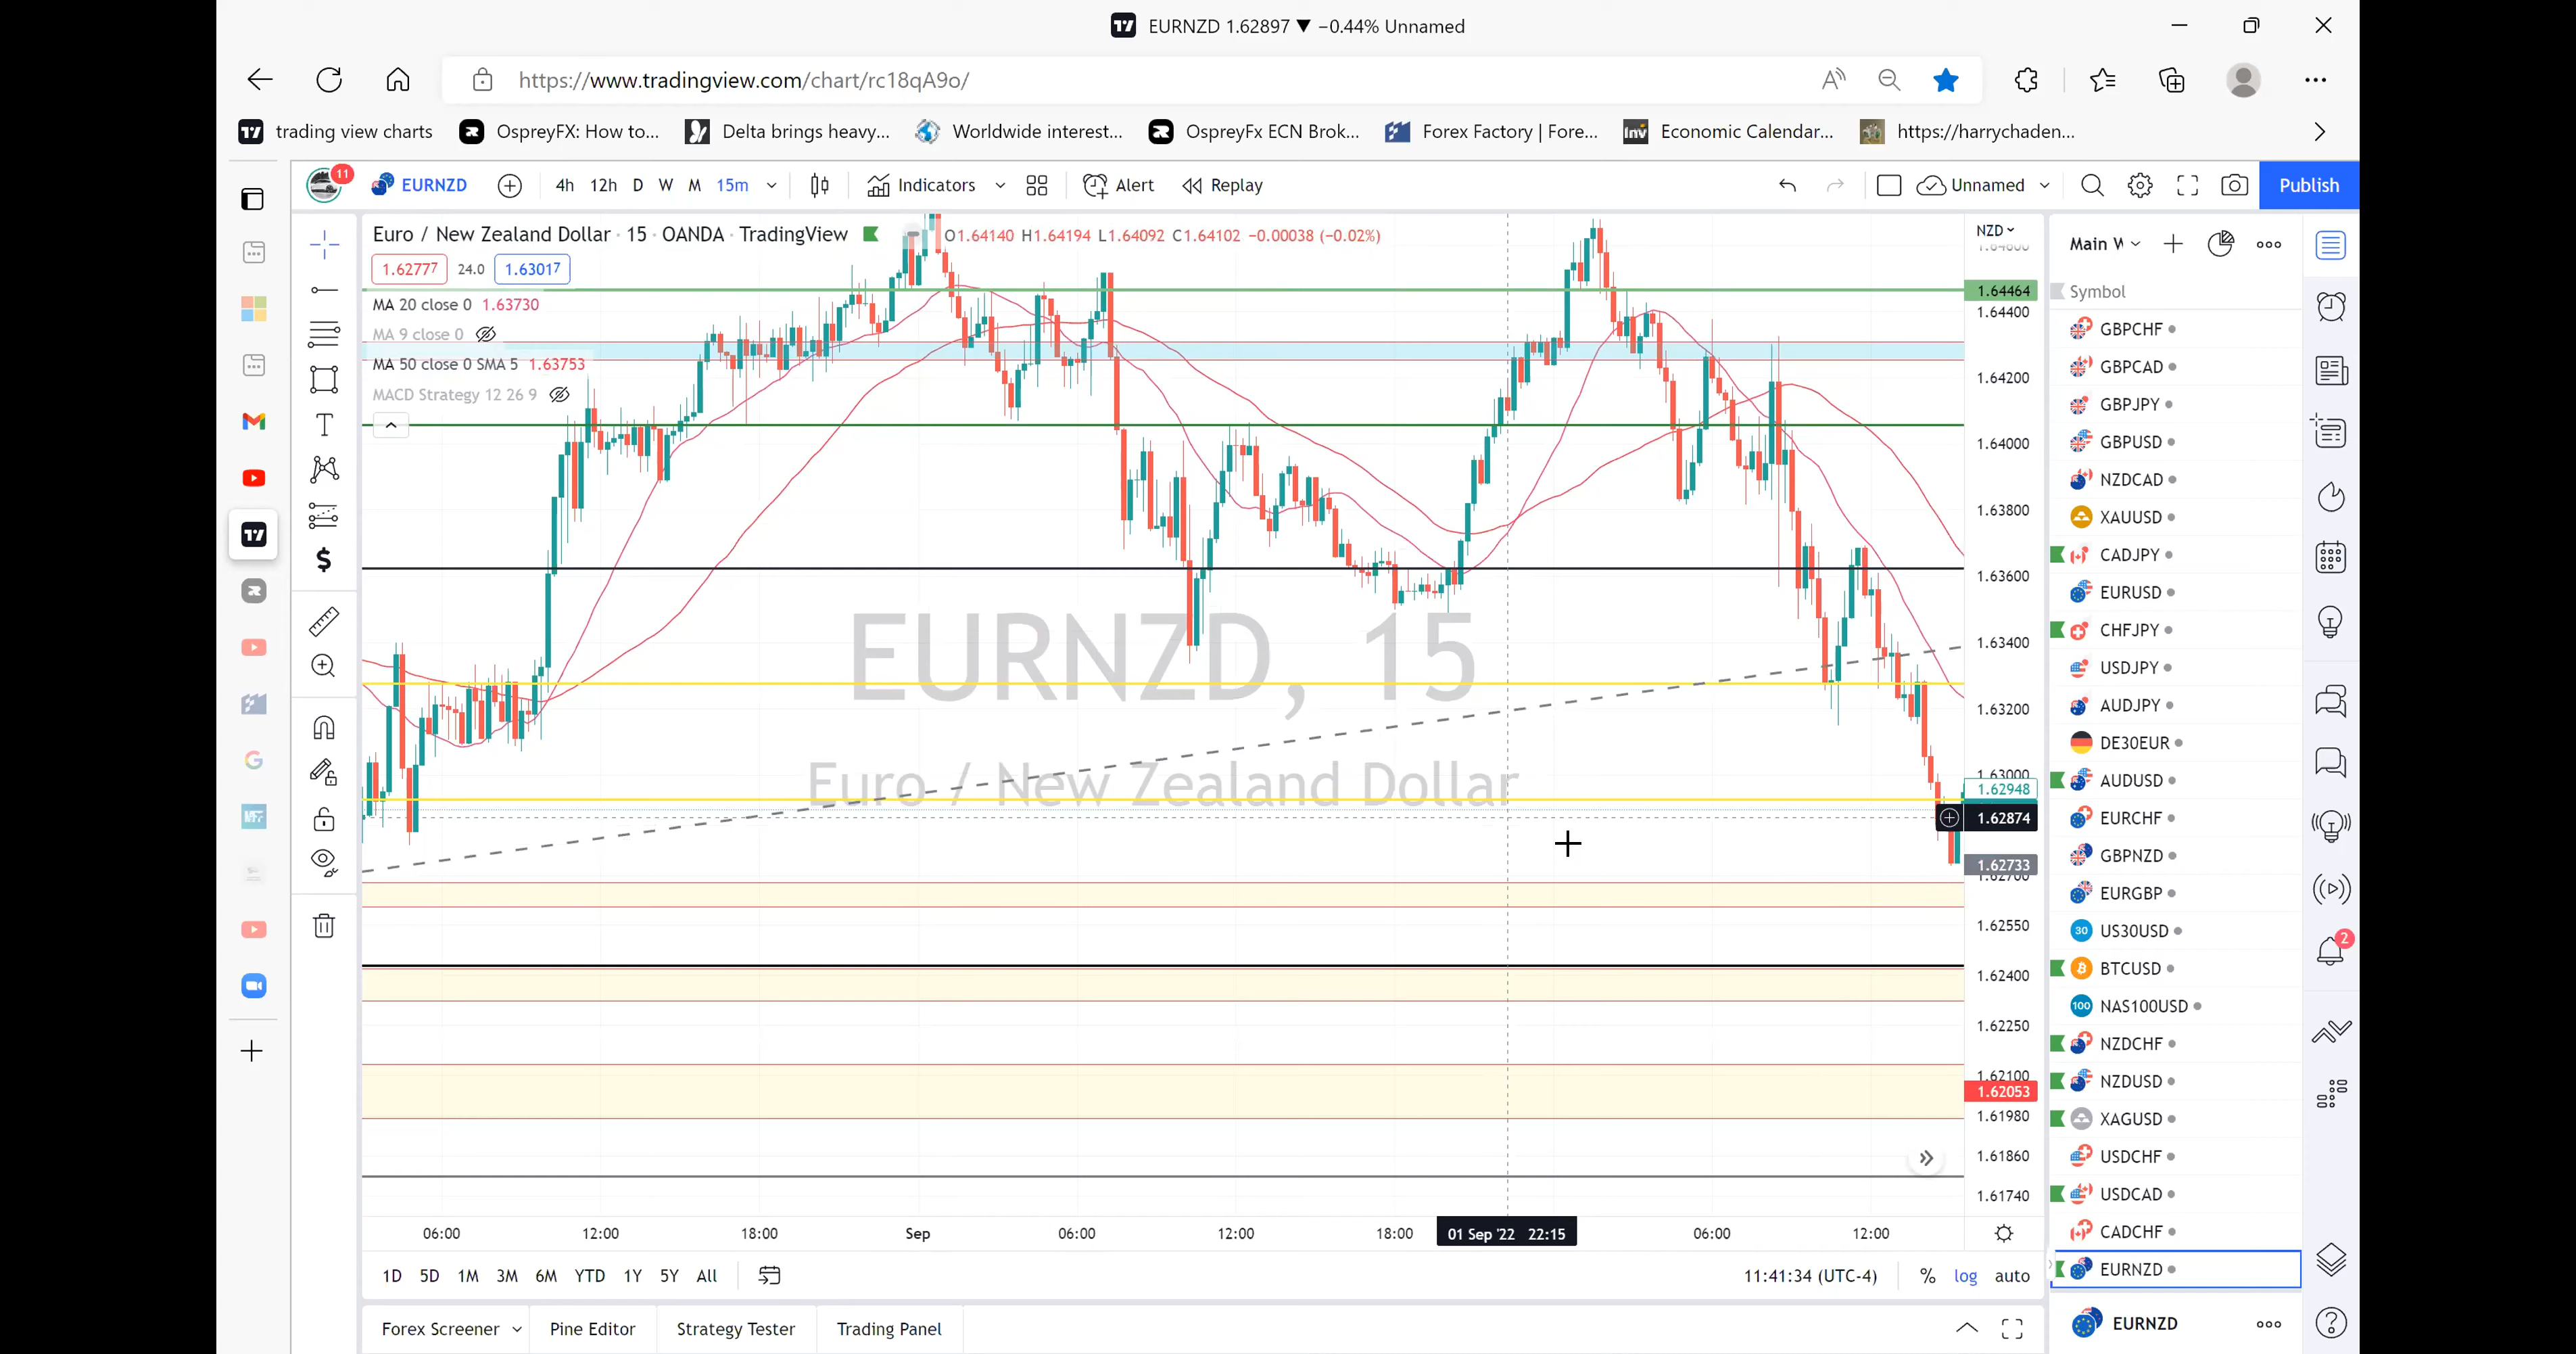 EURNZD 1.62897 ▼ −0.44% Unnamed
https://www.tradingview.com/chart/rc18qA9o/
trading view charts
OspreyFX: How to...
Delta brings heavy...
Worldwide interest...
OspreyFx ECN Brok...
Forex Factory | Fore...
Economic Calendar...
https://harrychaden...
11
EURNZD
4h 12h D W M 15m
Indicators
Alert
Replay
Unnamed
Publish
Euro / New Zealand Dollar · 15 · OANDA · TradingView
O1.64140 H1.64194 L1.64092 C1.64102 −0.00038 (−0.02%)
NZD
1.62777 24.0 1.63017
MA 20 close 0 1.63730
MA 9 close 0
MA 50 close 0 SMA 5 1.63753
MACD Strategy 12 26 9
EURNZD, 15
Euro / New Zealand Dollar
1.64464
1.64400
1.64200
1.64000
1.63800
1.63600
1.63400
1.63200
1.63000
1.62948
1.62874
1.62733
1.62700
1.62550
1.62400
1.62250
1.62100
1.62053
1.61980
1.61860
1.61740
06:00 12:00 18:00 Sep 06:00 12:00 18:00 01 Sep '22 22:15 06:00 12:00
1D 5D 1M 3M 6M YTD 1Y 5Y All
11:41:34 (UTC-4) % log auto
Forex Screener
Pine Editor
Strategy Tester
Trading Panel
Symbol
GBPCHF
GBPCAD
GBPJPY
GBPUSD
NZDCAD
XAUUSD
CADJPY
EURUSD
CHFJPY
USDJPY
AUDJPY
DE30EUR
AUDUSD
EURCHF
GBPNZD
EURGBP
30 US30USD
BTCUSD
100 NAS100USD
NZDCHF
NZDUSD
XAGUSD
USDCHF
USDCAD
CADCHF
EURNZD
EURNZD
2